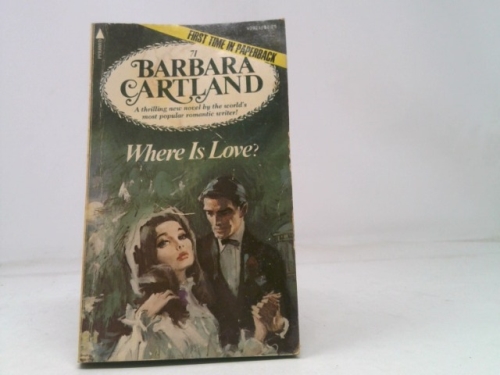 FIRST TIME IN PAPERBACK
71
BARBARA
CARTLAND
A thrilling new novel by the world's
most popular romantic writer!
Where Is Love?